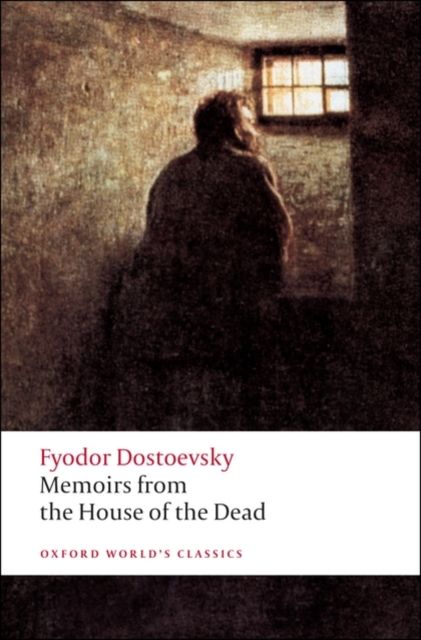 Fyodor Dostoevsky
Memoirs from
the House of the Dead
OXFORD WORLD'S CLASSICS